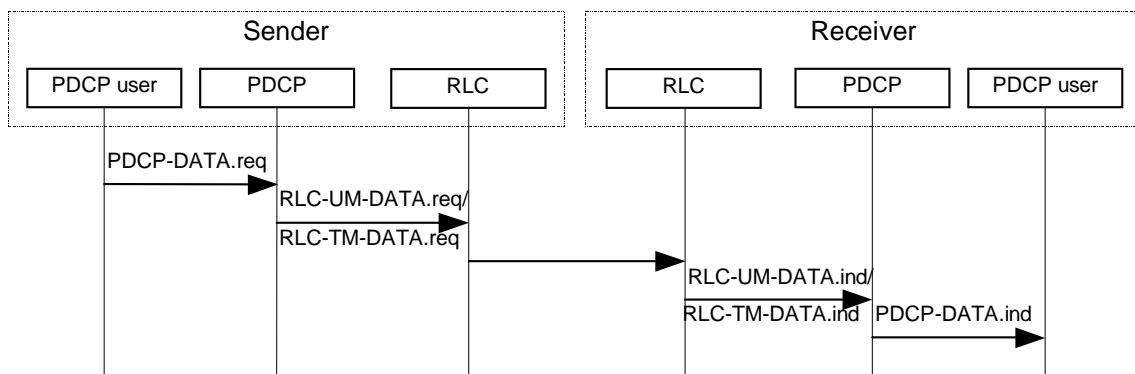 Sender
Receiver
PDCP user
PDCP
RLC
RLC
PDCP
PDCP user
PDCP-DATA.req
RLC-UM-DATA.req/
RLC-TM-DATA.req
RLC-UM-DATA.ind/
RLC-TM-DATA.ind
PDCP-DATA.ind